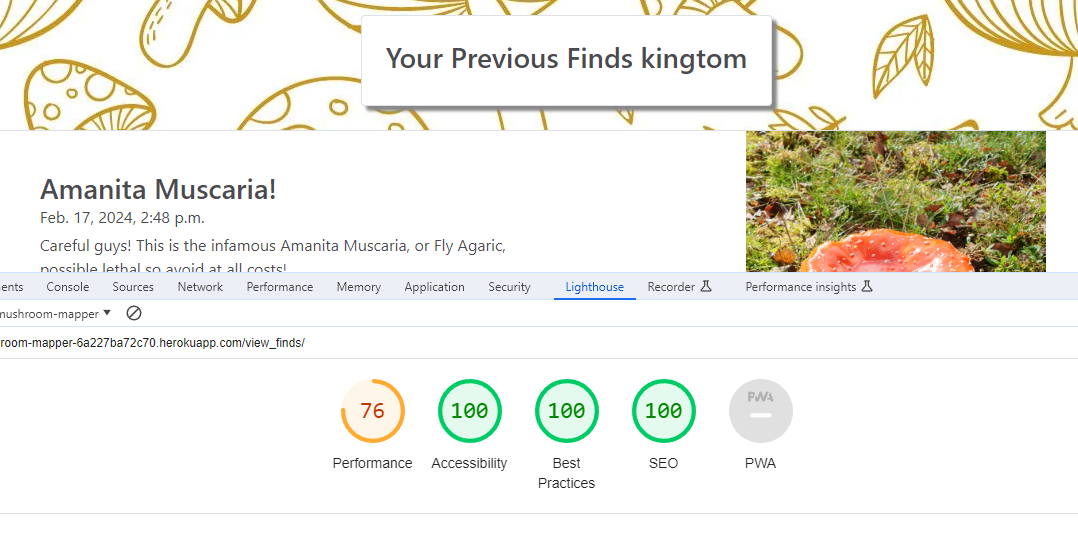 Your Previous Finds kingtom
Amanita Muscaria!
Feb. 17, 2024, 2:48 p.m.
Careful guys! This is the infamous Amanita Muscaria, or Fly Agaric,
possible lethal so avoid at all costs!
ents Console Sources Network Performance Memory Application Security Lighthouse Recorder Performance insights
mushroom-mapper
room-mapper-6a227ba72c70.herokuapp.com/view_finds/
76 100 100 100 PWA
Performance Accessibility Best SEO PWA
Practices